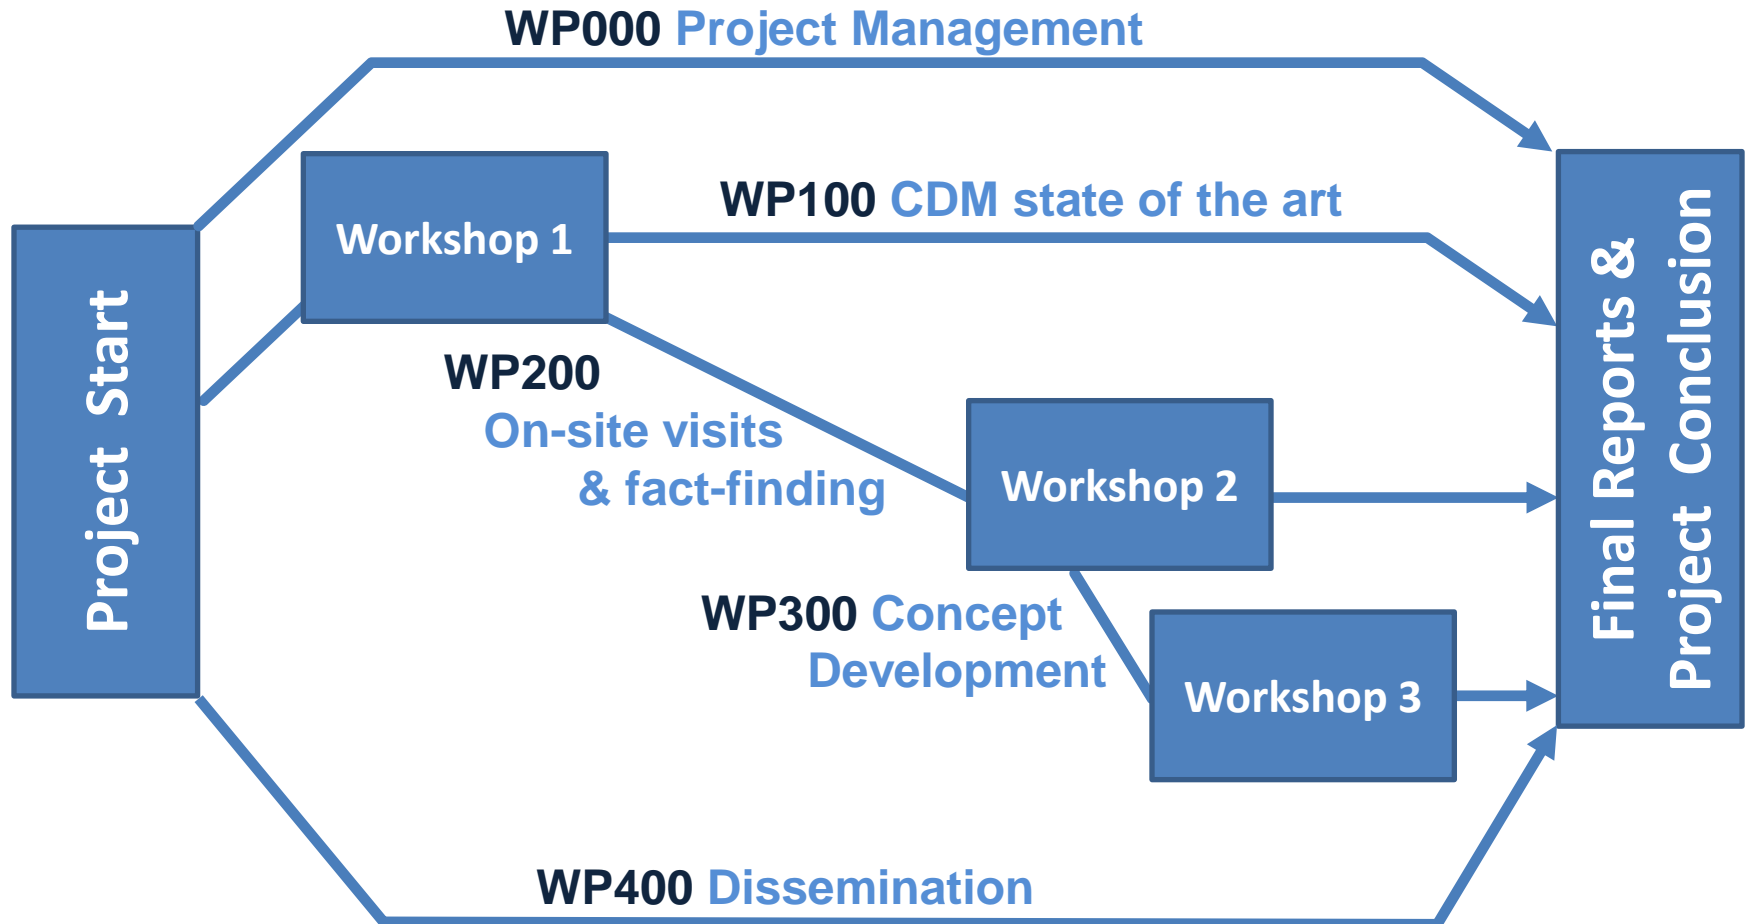 WP000 Project Management
Workshop 1
WP100 CDM state of the art
Project Start
WP200
On-site visits
& fact-finding
Workshop 2
WP300 Concept
Development
Workshop 3
Final Reports &
Project Conclusion
WP400 Dissemination